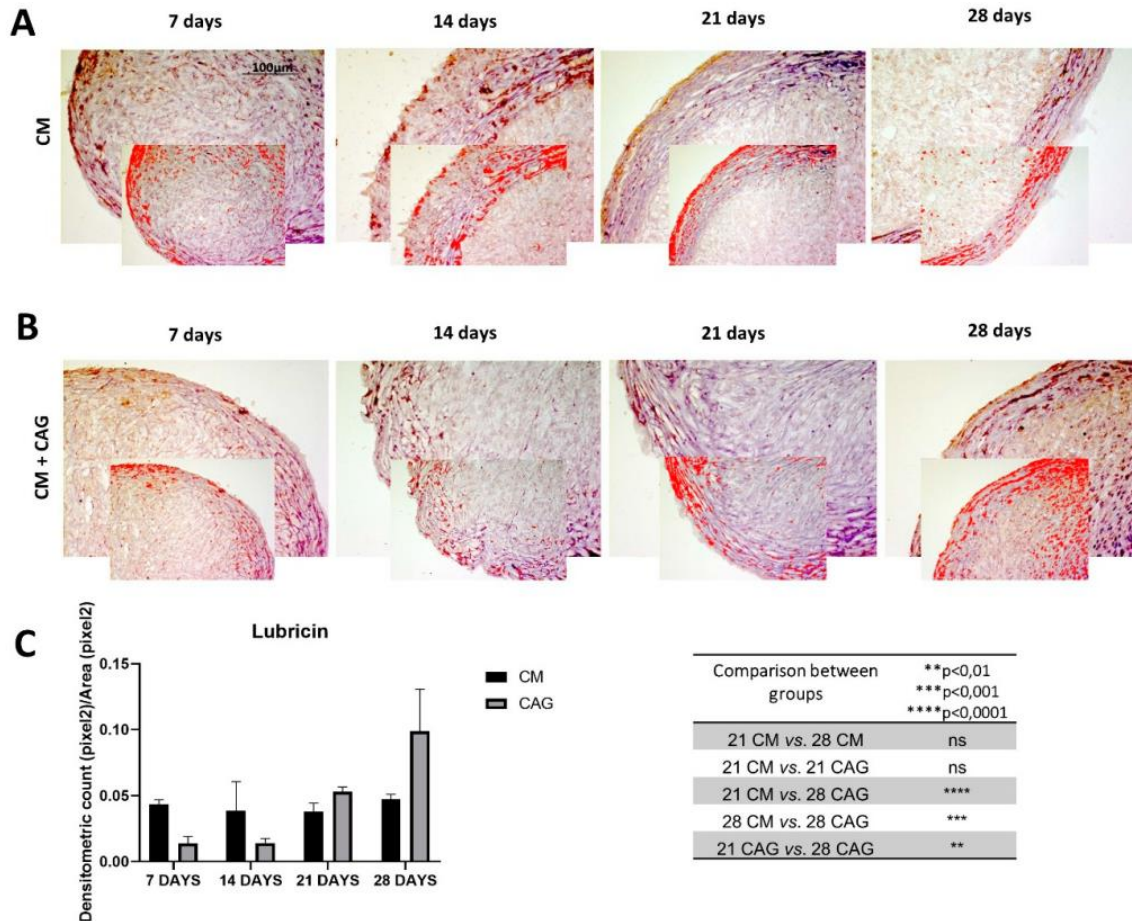 A
7 days
14 days
21 days
28 days
CM
100µm
B
7 days
14 days
21 days
28 days
CM + CAG
C
Lubricin
Densitometric count (pixel2)/Area (pixel2)
0.15
0.10
0.05
0.00
7 DAYS
14 DAYS
21 DAYS
28 DAYS
CM
CAG
Comparison between
groups
**p<0,01
***p<0,001
****p<0,0001
21 CM vs. 28 CM ns
21 CM vs. 21 CAG ns
21 CM vs. 28 CAG ****
28 CM vs. 28 CAG ***
21 CAG vs. 28 CAG **